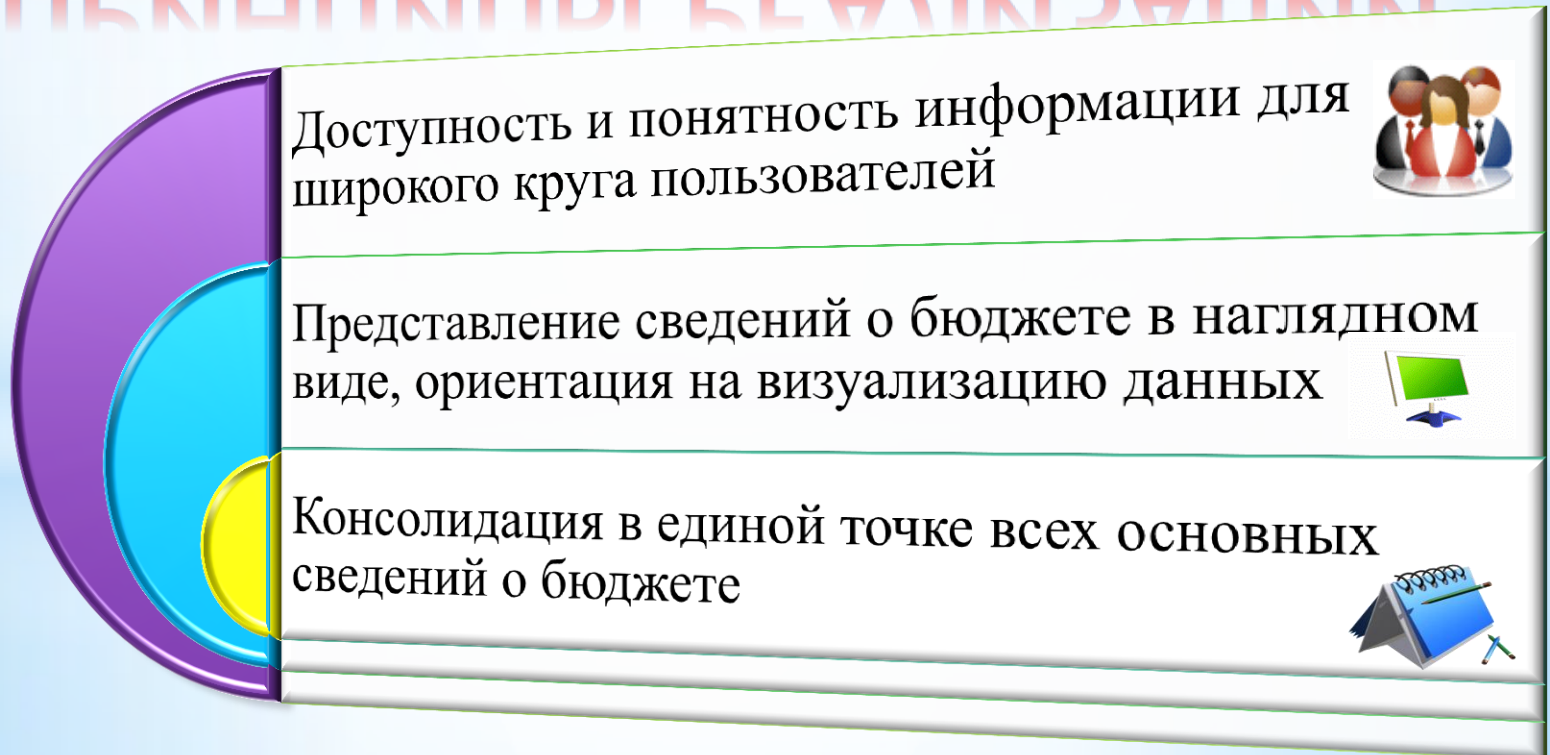 Доступность и понятность информации для
широкого круга пользователей
Представление сведений о бюджете в наглядном
виде, ориентация на визуализацию данных
Консолидация в единой точке всех основных
сведений о бюджете